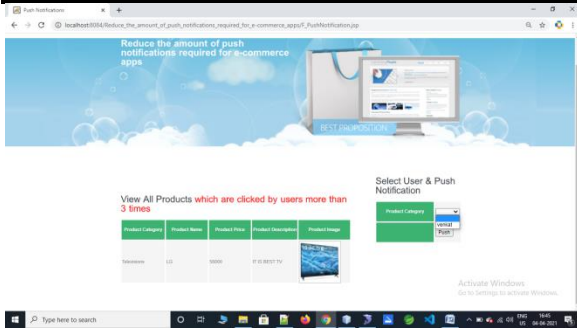 Push Notifications
localhost:8084/Reduce_the_amount_of_push_notifications_required_for_e-commerce_apps/F_PushNotification.jsp
Reduce the amount of push
notifications required for e-commerce
apps
BEST PROPOSITION
Select User & Push
Notification
View All Products which are clicked by users more than
3 times
Product Category
vemal
Push
Product Category Product Name Product Price Product Description Product Image
Televisions LG 50000 IT IS BEST TV
Activate Windows
Go to Settings to activate Windows.
Type here to search
ENG 16:45
US 04-04-2021